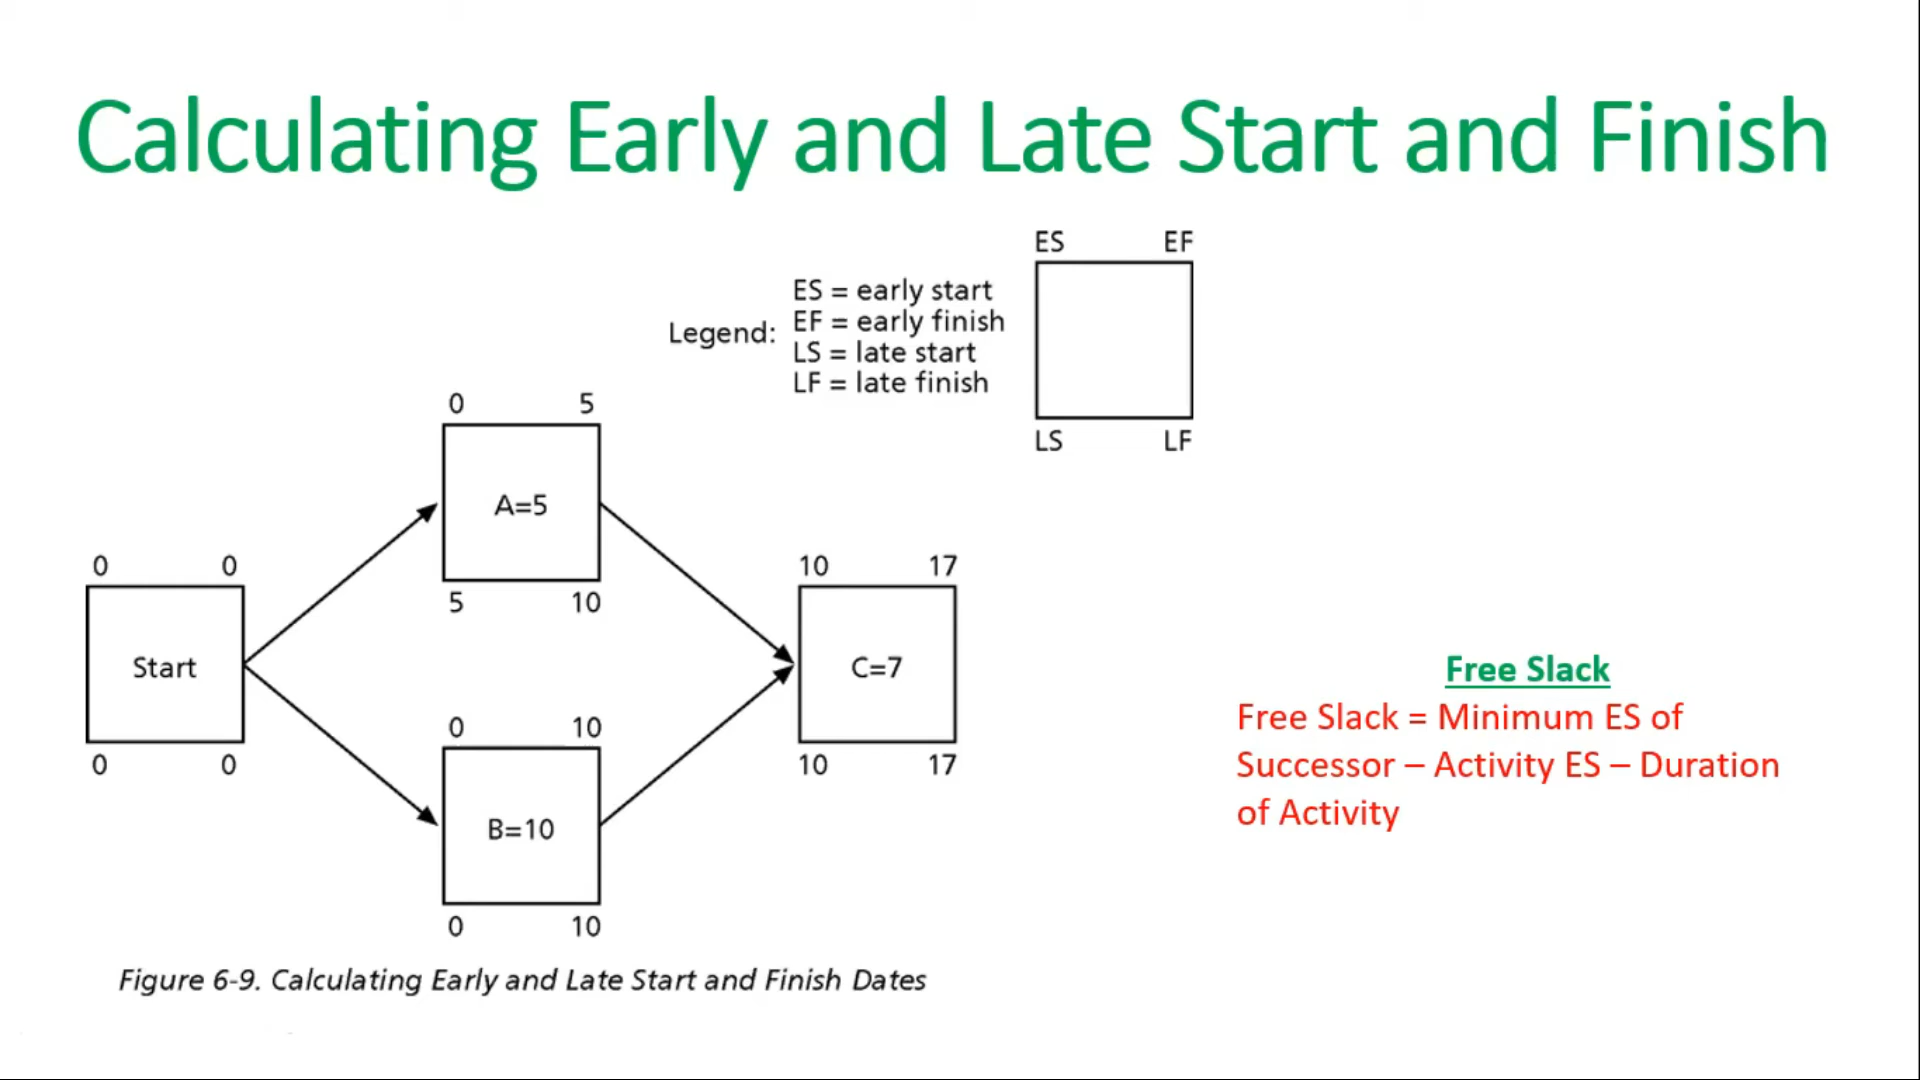 Calculating Early and Late Start and Finish
ES EF
Legend:
ES = early start
EF = early finish
LS = late start
LF = late finish
LS LF
0 5
A=5
5 10
0 0
Start
0 0
0 10
B=10
0 10
10 17
C=7
10 17
Free Slack
Free Slack = Minimum ES of
Successor – Activity ES – Duration
of Activity
Figure 6-9. Calculating Early and Late Start and Finish Dates